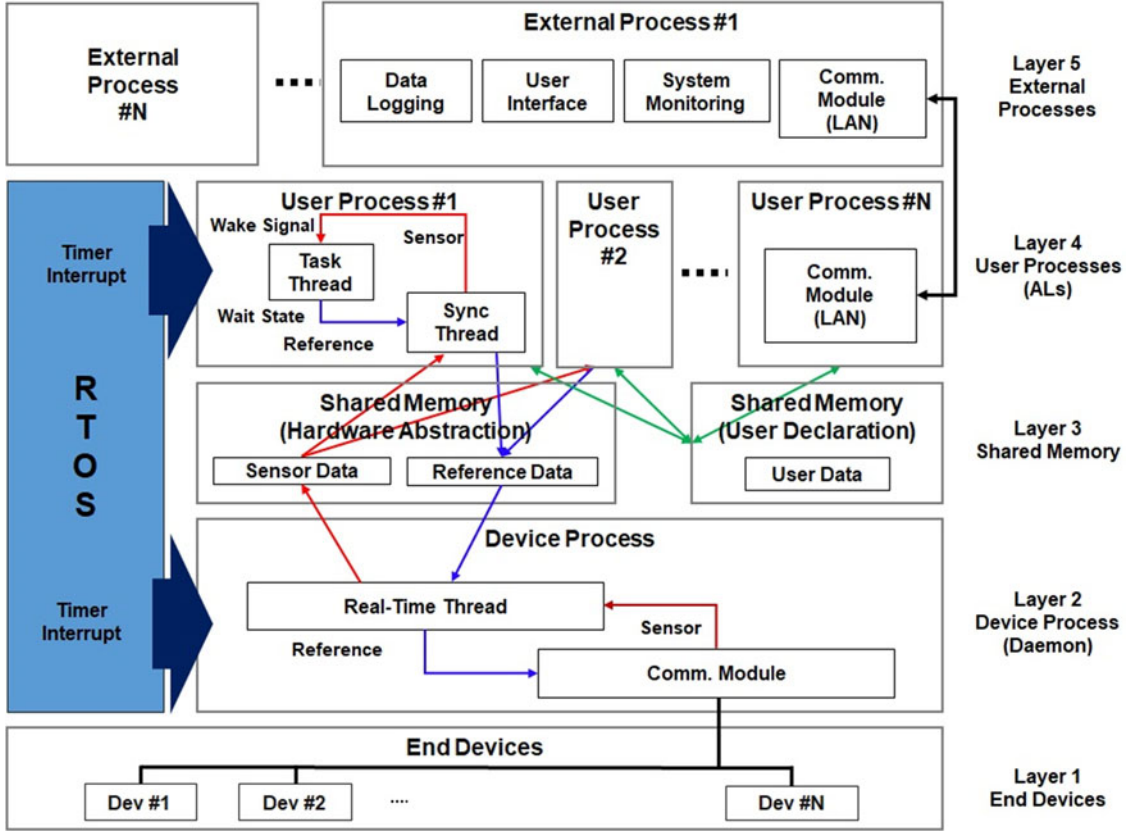 External
Process
#N
External Process #1
Data
Logging
User
Interface
System
Monitoring
Comm.
Module
(LAN)
Layer 5
External
Processes
Timer
Interrupt
User Process #1
Wake Signal
Sensor
Task
Thread
Wait State
Reference
Sync
Thread
User
Process
#2
User Process #N
Comm.
Module
(LAN)
Layer 4
User Processes
(ALs)
R
T
O
S
Shared Memory
(Hardware Abstraction)
Sensor Data
Reference Data
Shared Memory
(User Declaration)
User Data
Layer 3
Shared Memory
Timer
Interrupt
Device Process
Real-Time Thread
Sensor
Reference
Comm. Module
Layer 2
Device Process
(Daemon)
End Devices
Dev #1
Dev #2
....
Dev #N
Layer 1
End Devices